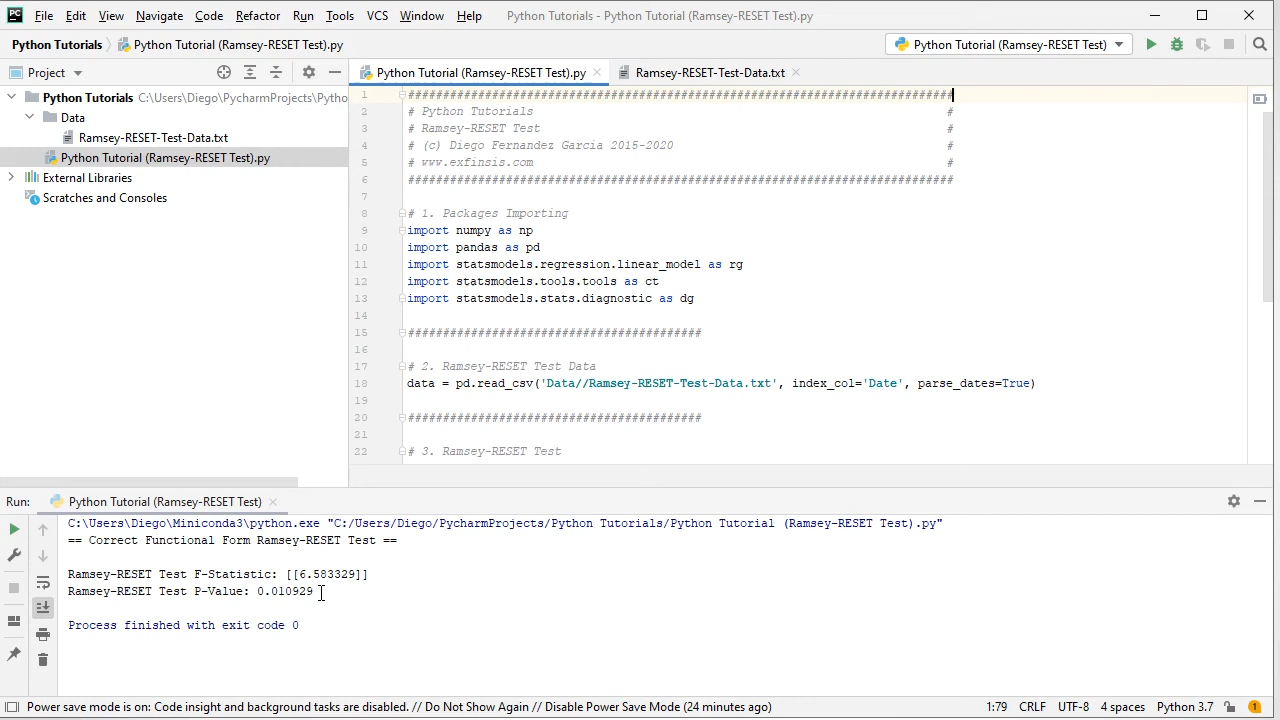 PC File Edit View Navigate Code Refactor Run Tools VCS Window Help Python Tutorials - Python Tutorial (Ramsey-RESET Test).py
Python Tutorials Python Tutorial (Ramsey-RESET Test).py Python Tutorial (Ramsey-RESET Test)
Project Python Tutorial (Ramsey-RESET Test).py Ramsey-RESET-Test-Data.txt
Python Tutorials C:\Users\Diego\PycharmProjects\Pytho
Data
Ramsey-RESET-Test-Data.txt
Python Tutorial (Ramsey-RESET Test).py
External Libraries
Scratches and Consoles
1 ##############################################################################
2 # Python Tutorials #
3 # Ramsey-RESET Test #
4 # (c) Diego Fernandez Garcia 2015-2020 #
5 # www.exfinsis.com #
6 ##############################################################################
7
8 # 1. Packages Importing
9 import numpy as np
10 import pandas as pd
11 import statsmodels.regression.linear_model as rg
12 import statsmodels.tools.tools as ct
13 import statsmodels.stats.diagnostic as dg
14
15 ##########################################
16
17 # 2. Ramsey-RESET Test Data
18 data = pd.read_csv('Data//Ramsey-RESET-Test-Data.txt', index_col='Date', parse_dates=True)
19
20 ##########################################
21
22 # 3. Ramsey-RESET Test
Run: Python Tutorial (Ramsey-RESET Test)
C:\Users\Diego\Miniconda3\python.exe "C:/Users/Diego/PycharmProjects/Python Tutorials/Python Tutorial (Ramsey-RESET Test).py"
== Correct Functional Form Ramsey-RESET Test ==
Ramsey-RESET Test F-Statistic: [[6.583329]]
Ramsey-RESET Test P-Value: 0.010929
Process finished with exit code 0
Power save mode is on: Code insight and background tasks are disabled. // Do Not Show Again // Disable Power Save Mode (24 minutes ago) 1:79 CRLF UTF-8 4 spaces Python 3.7 1